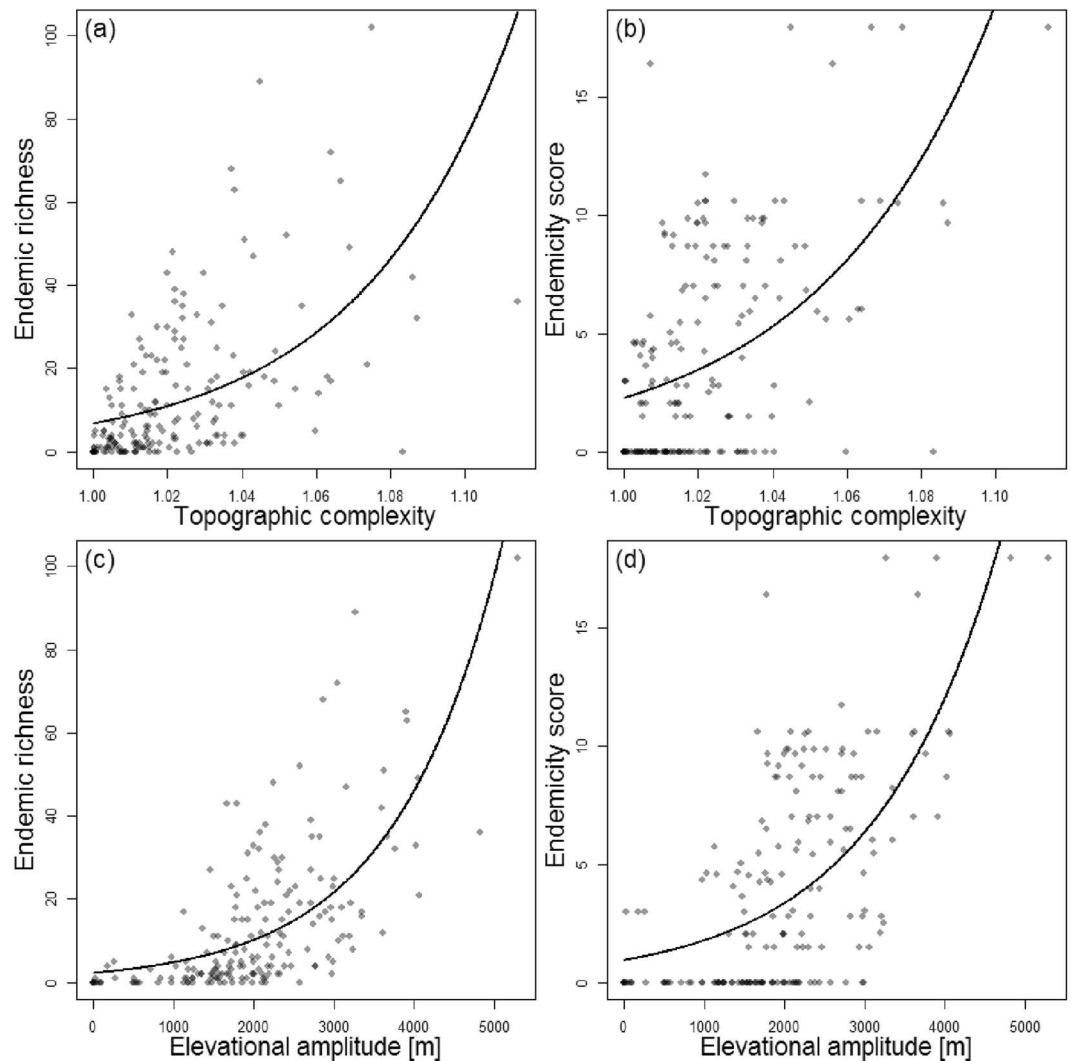 (a)
Endemic richness
0 20 40 60 80 100
1.00 1.02 1.04 1.06 1.08 1.10
Topographic complexity
(b)
Endemicity score
0 5 10 15
1.00 1.02 1.04 1.06 1.08 1.10
Topographic complexity
(c)
Endemic richness
0 20 40 60 80 100
0 1000 2000 3000 4000 5000
Elevational amplitude [m]
(d)
Endemicity score
0 5 10 15
0 1000 2000 3000 4000 5000
Elevational amplitude [m]